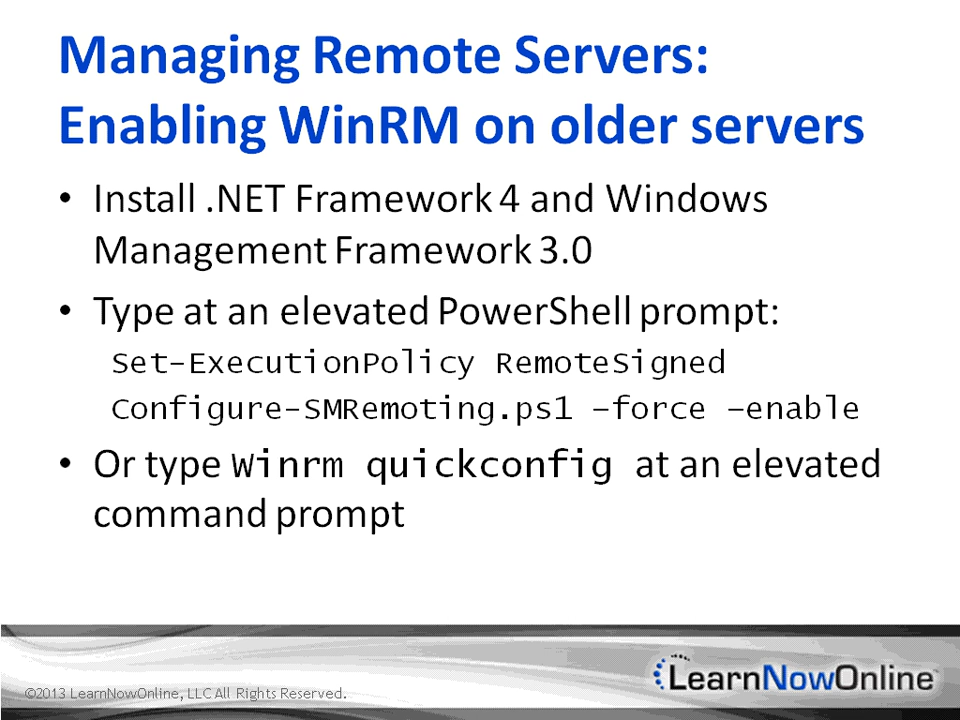 Managing Remote Servers:
Enabling WinRM on older servers
• Install .NET Framework 4 and Windows
Management Framework 3.0
• Type at an elevated PowerShell prompt:
Set–ExecutionPolicy RemoteSigned
Configure–SMRemoting.ps1 –force –enable
• Or type Winrm quickconfig at an elevated
command prompt
©2013 LearnNowOnline, LLC All Rights Reserved.
LearnNowOnline